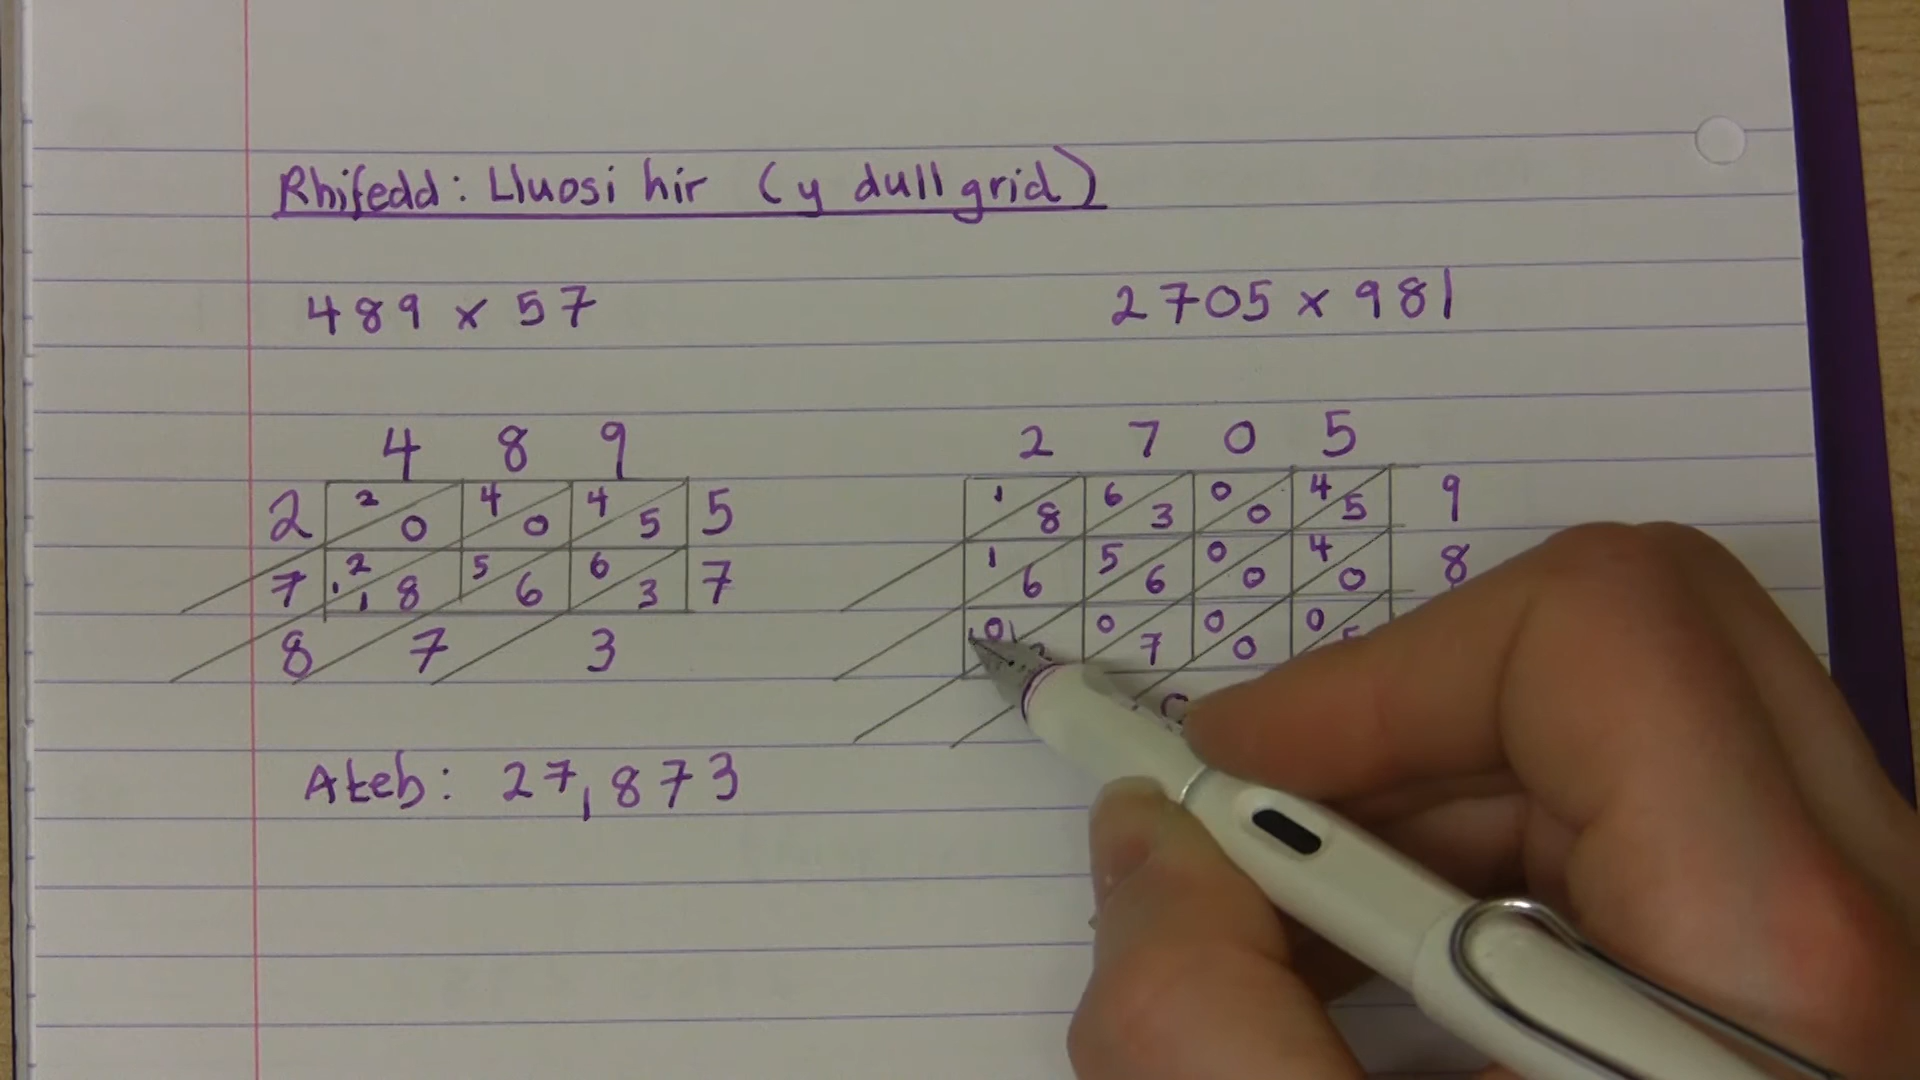 Rhifedd: Lluosi hir (y dull grid)
489 x 57 2705 x 981
4 8 9 2 7 0 5
2 2 0 4 0 4 5 5 1 8 6 3 0 0 4 5 9
7 1 2 1 8 5 6 6 3 7 1 6 5 6 0 0 4 0 8
8 7 3 0 0 7 0 0 0
Ateb: 27,873